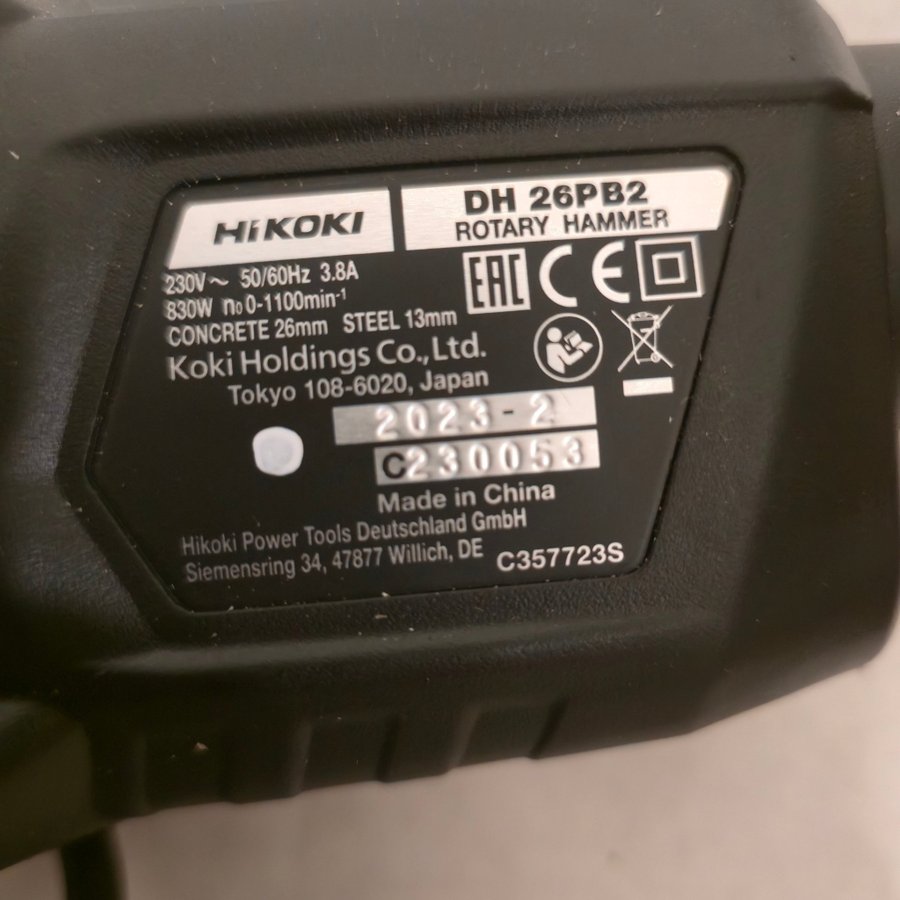 HiKOKI
DH 26PB2
ROTARY HAMMER
230V～ 50/60Hz 3.8A
830W n₀ 0-1100min⁻¹
CONCRETE 26mm STEEL 13mm
EAC CE
Koki Holdings Co.,Ltd.
Tokyo 108-6020, Japan
2023-2
C230053
Made in China
Hikoki Power Tools Deutschland GmbH
Siemensring 34, 47877 Willich, DE
C357723S